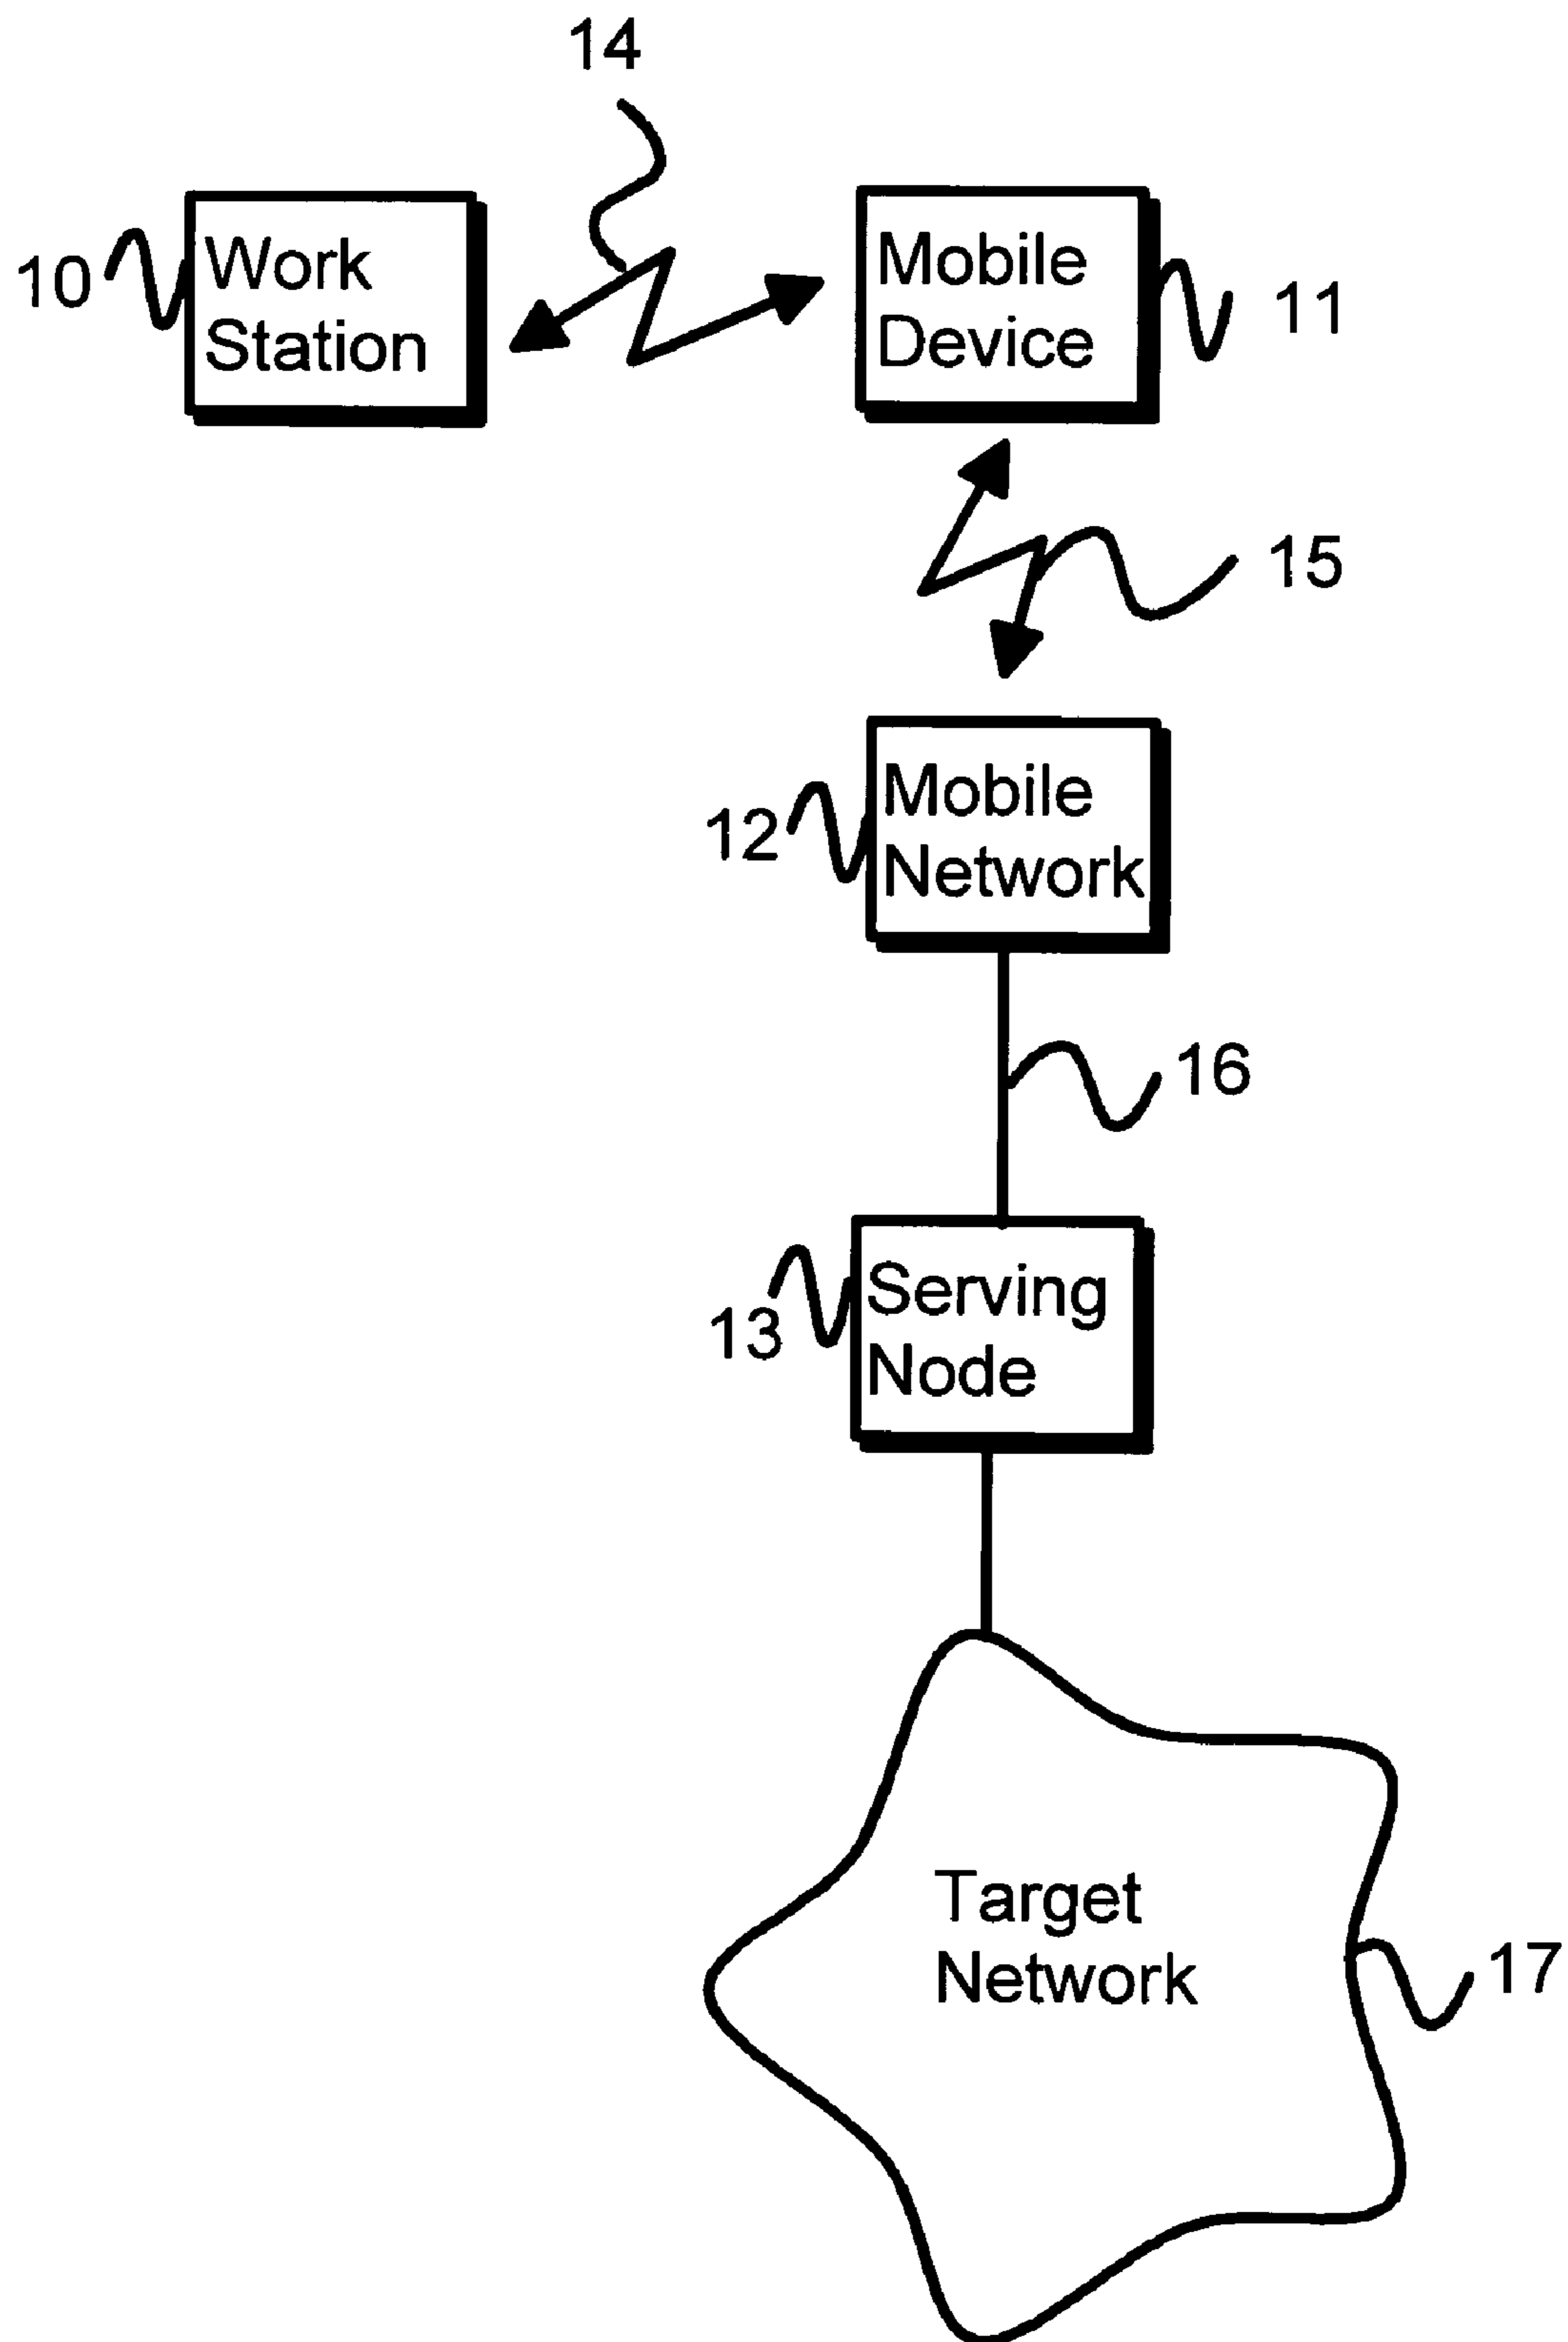 14
10
Work
Station
Mobile
Device
11
15
12
Mobile
Network
16
13
Serving
Node
Target
Network
17